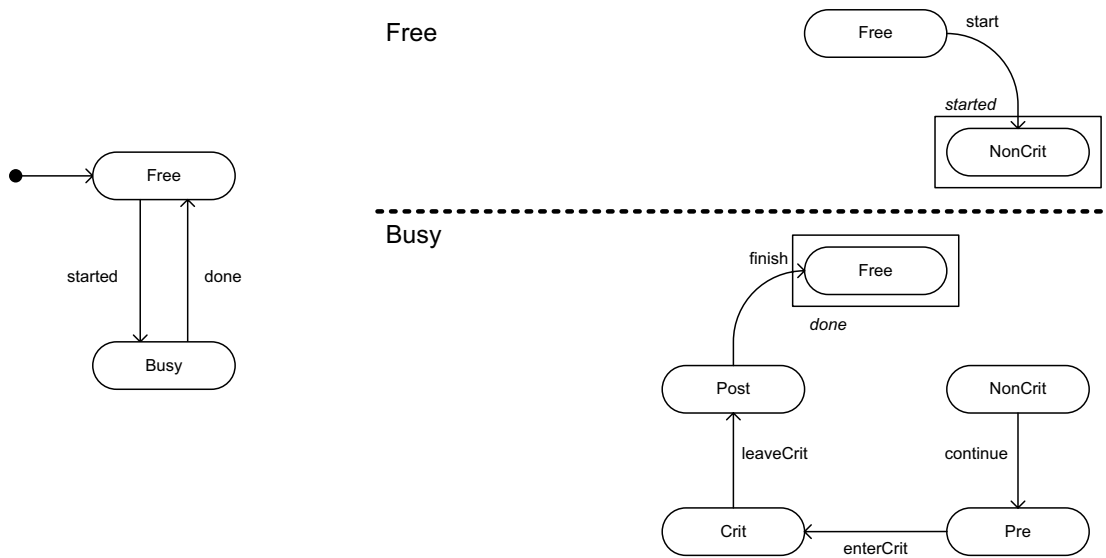 Free
started
done
Busy
Free
Free
start
started
NonCrit
Busy
finish
Free
done
Post
NonCrit
leaveCrit
continue
Crit
enterCrit
Pre